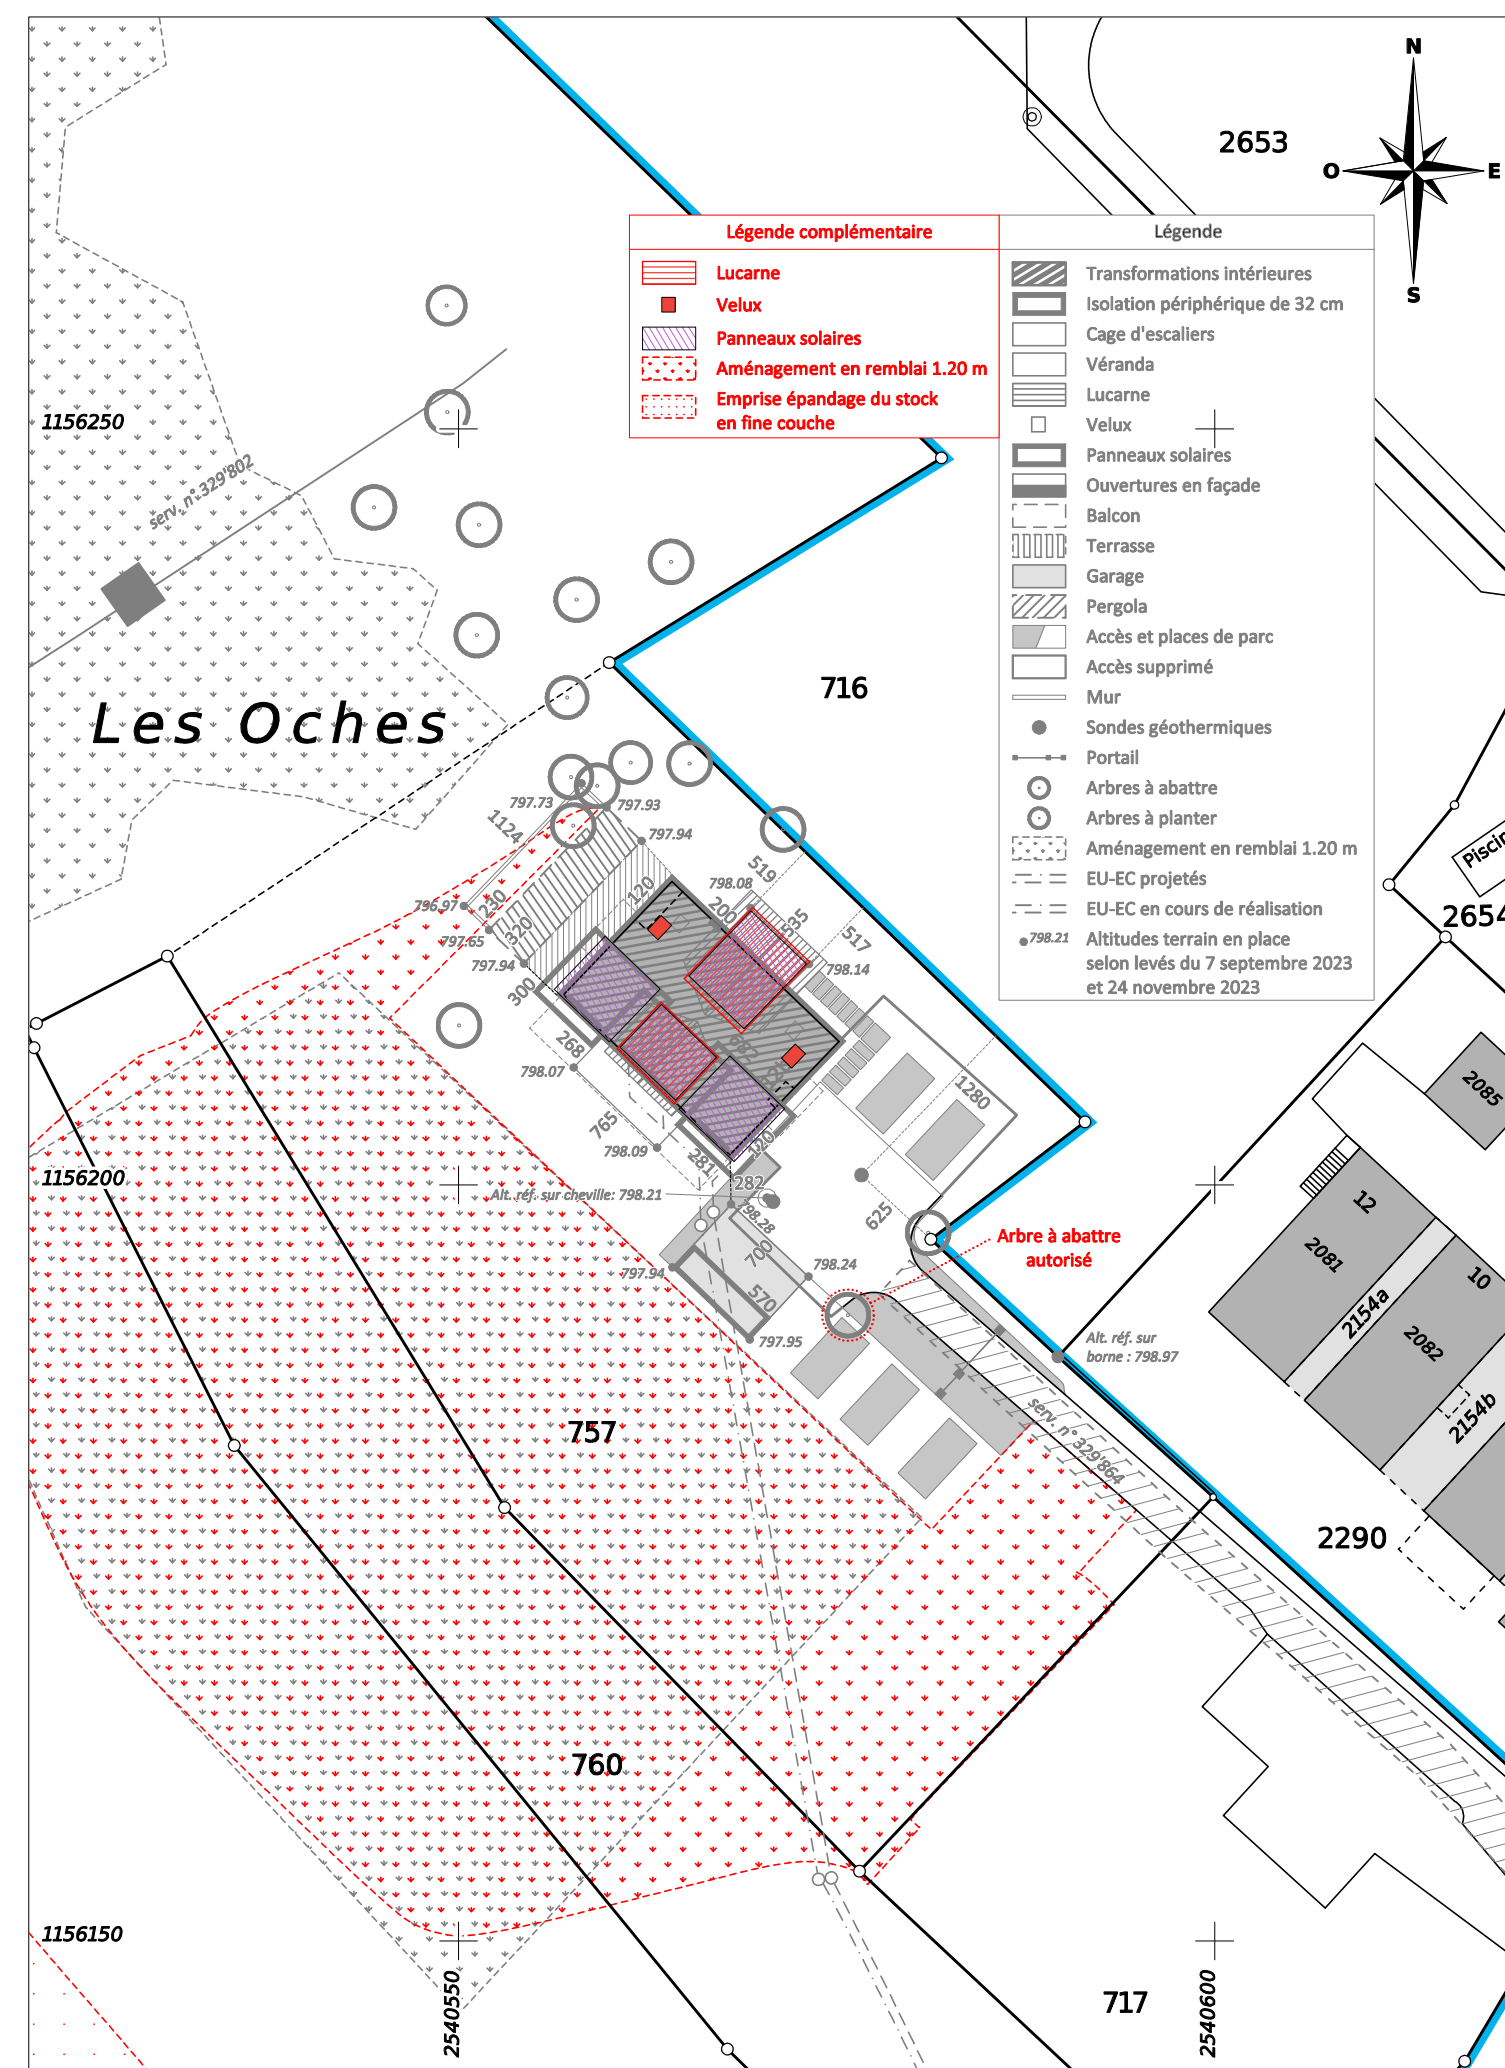 N
O
E
S
2653
Légende complémentaire
Lucarne
Velux
Panneaux solaires
Aménagement en remblai 1.20 m
Emprise épandage du stock
en fine couche
Légende
Transformations intérieures
Isolation périphérique de 32 cm
Cage d'escaliers
Véranda
Lucarne
Velux
Panneaux solaires
Ouvertures en façade
Balcon
Terrasse
Garage
Pergola
Accès et places de parc
Accès supprimé
Mur
Sondes géothermiques
Portail
Arbres à abattre
Arbres à planter
Aménagement en remblai 1.20 m
EU-EC projetés
EU-EC en cours de réalisation
798.21
Altitudes terrain en place
selon levés du 7 septembre 2023
et 24 novembre 2023
1156250
serv. n° 329'802
Les Oches
716
Piscin
2654
797.73
797.93
797.94
1124
796.97
797.65
797.94
230
320
120
300
268
798.07
765
798.09
798.08
519
200
535
517
798.14
682
1280
2085
1156200
281
120
282
Alt. réf. sur cheville: 798.21
798.28
700
625
798.24
797.94
570
797.95
Arbre à abattre
autorisé
Alt. réf. sur
borne : 798.97
serv. n° 329'864
12
2081
2154a
10
2082
2154b
757
2290
760
1156150
717
2540550
2540600